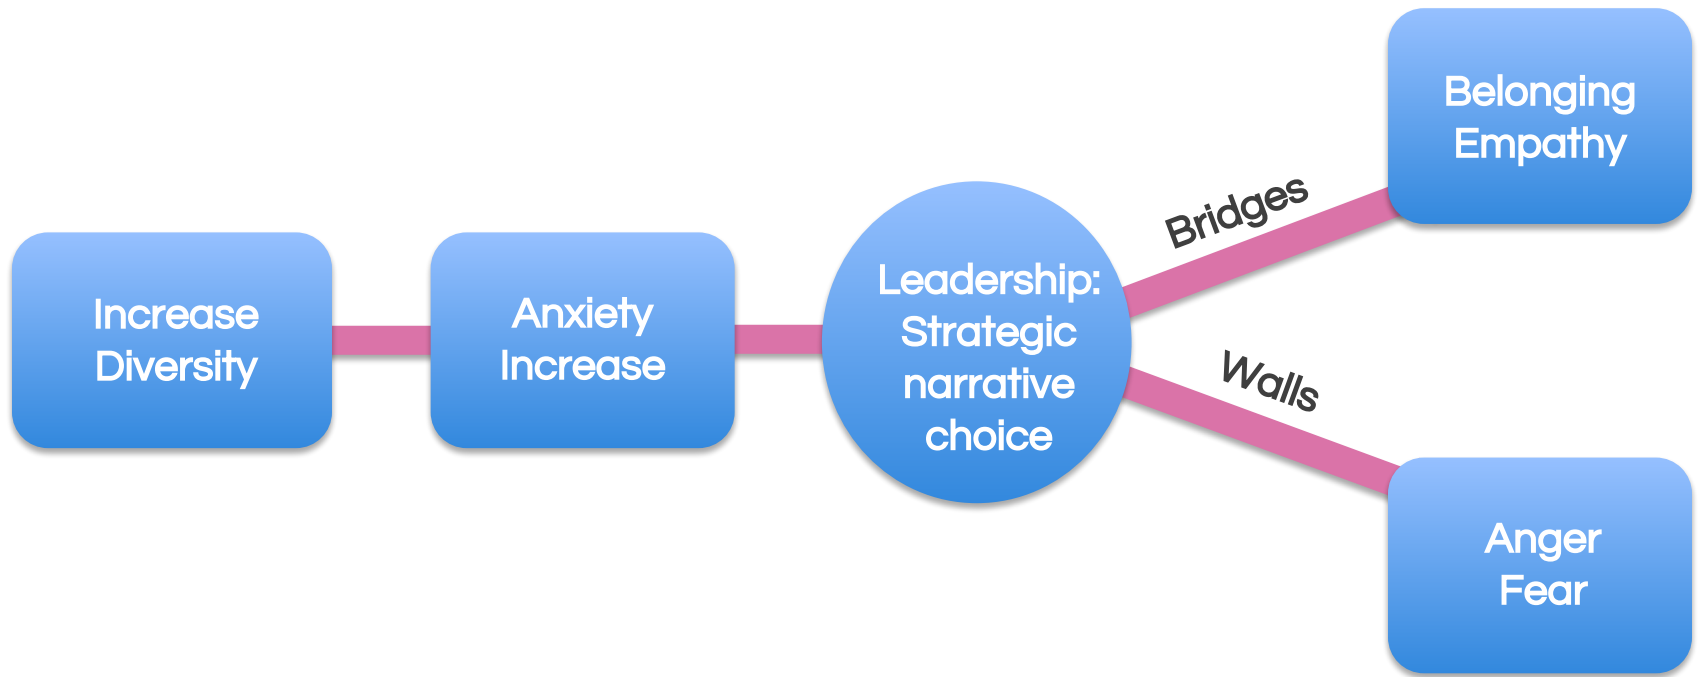 Increase
Diversity
Anxiety
Increase
Leadership:
Strategic
narrative
choice
Bridges
Belonging
Empathy
Walls
Anger
Fear